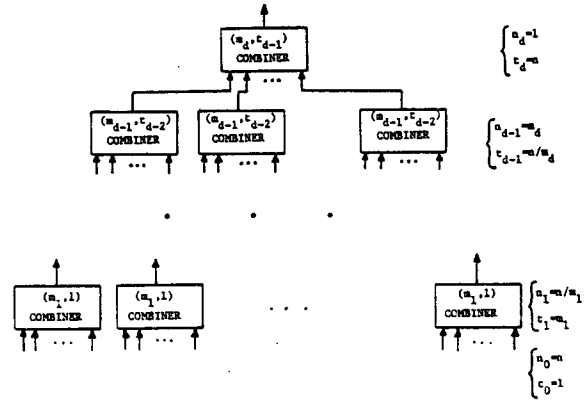 (m_d,t_{d-1})
COMBINER
...
{ n_d=1
t_d=n
(m_{d-1},t_{d-2})
COMBINER
...
(m_{d-1},t_{d-2})
COMBINER
...
(m_{d-1},t_{d-2})
COMBINER
...
{ n_{d-1}=m_d
t_{d-1}=n/m_d
. . .
(m_1,1)
COMBINER
...
(m_1,1)
COMBINER
...
. . .
(m_1,1)
COMBINER
...
{ n_1=n/m_1
t_1=m_1
{ n_0=n
t_0=1